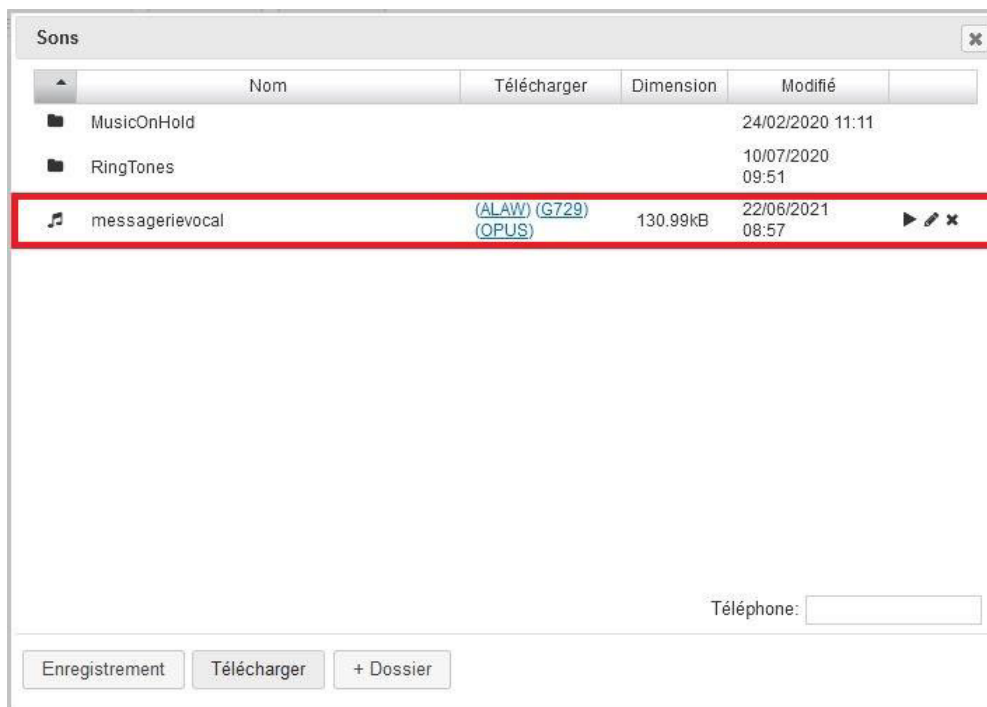 Sons
Nom Télécharger Dimension Modifié
MusicOnHold 24/02/2020 11:11
RingTones 10/07/2020
09:51
messagerievocal (ALAW) (G729) 130.99kB 22/06/2021
(OPUS) 08:57
Téléphone:
Enregistrement Télécharger + Dossier